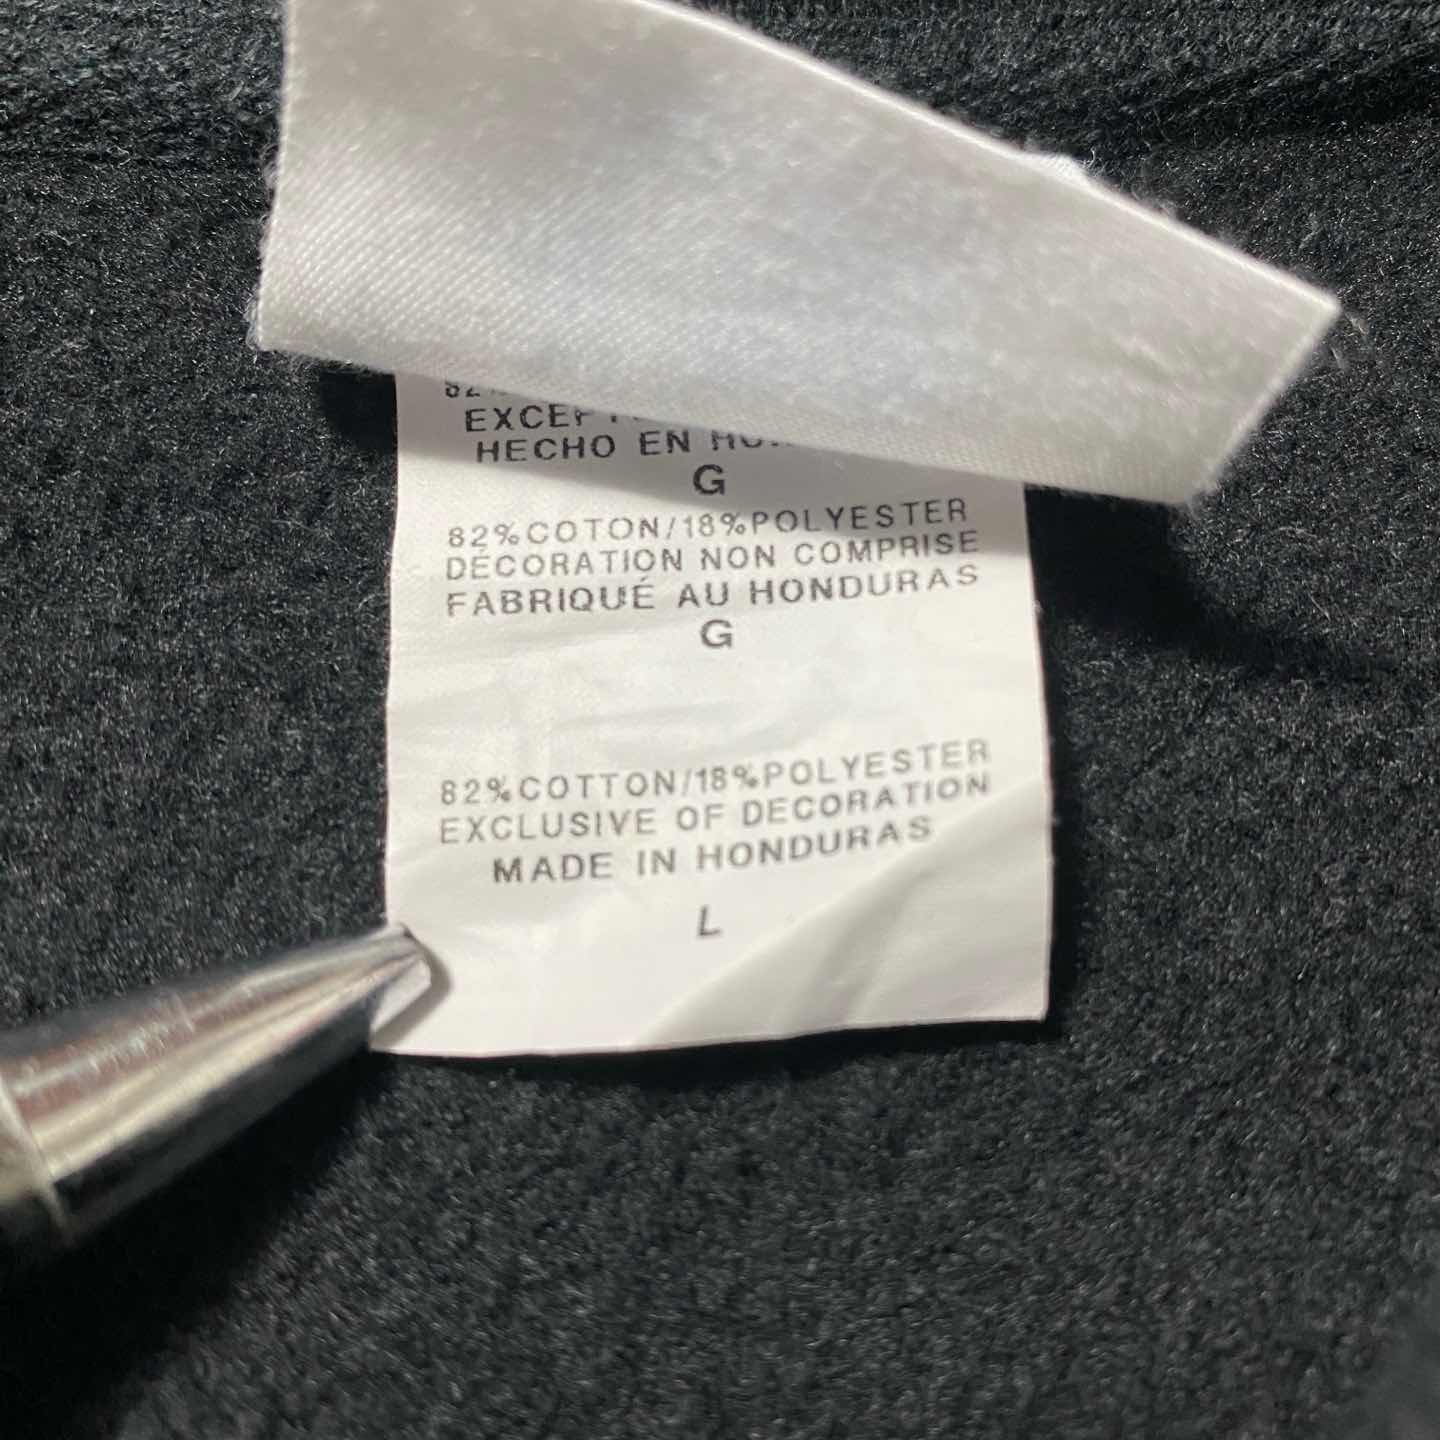 HECHO EN
G
82%COTON/18%POLYESTER
DÉCORATION NON COMPRISE
FABRIQUÉ AU HONDURAS
G
82%COTTON/18%POLYESTER
EXCLUSIVE OF DECORATION
MADE IN HONDURAS
L